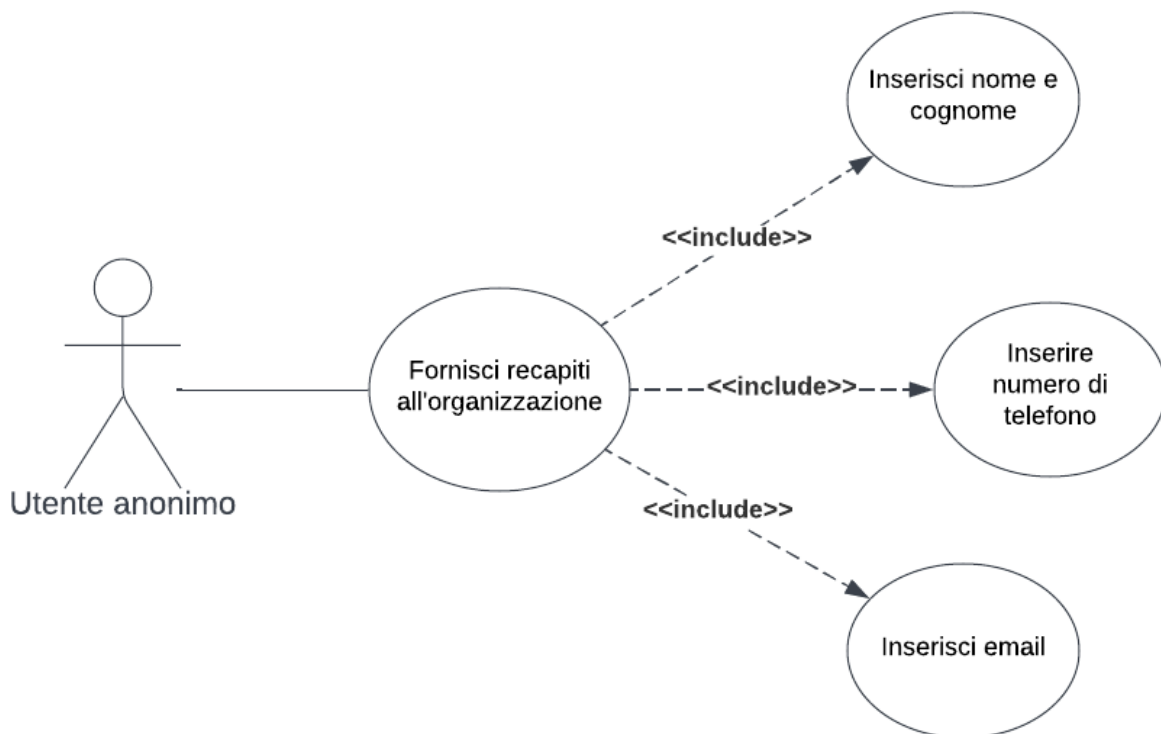 Inserisci nome e
cognome
<<include>>
Fornisci recapiti
all'organizzazione
<<include>>
Inserire
numero di
telefono
Utente anonimo
<<include>>
Inserisci email